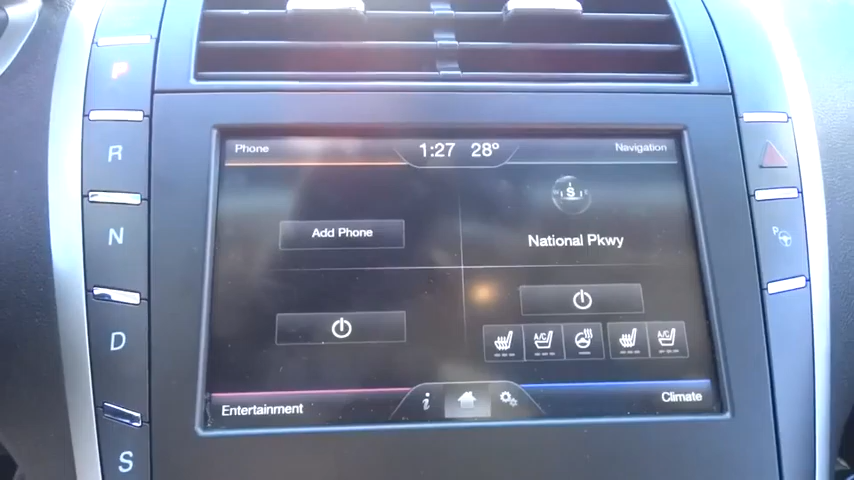 P
R
N
D
S
Phone
1:27 28°
Navigation
S
Add Phone
National Pkwy
A/C
A/C
Entertainment
i
Climate
P